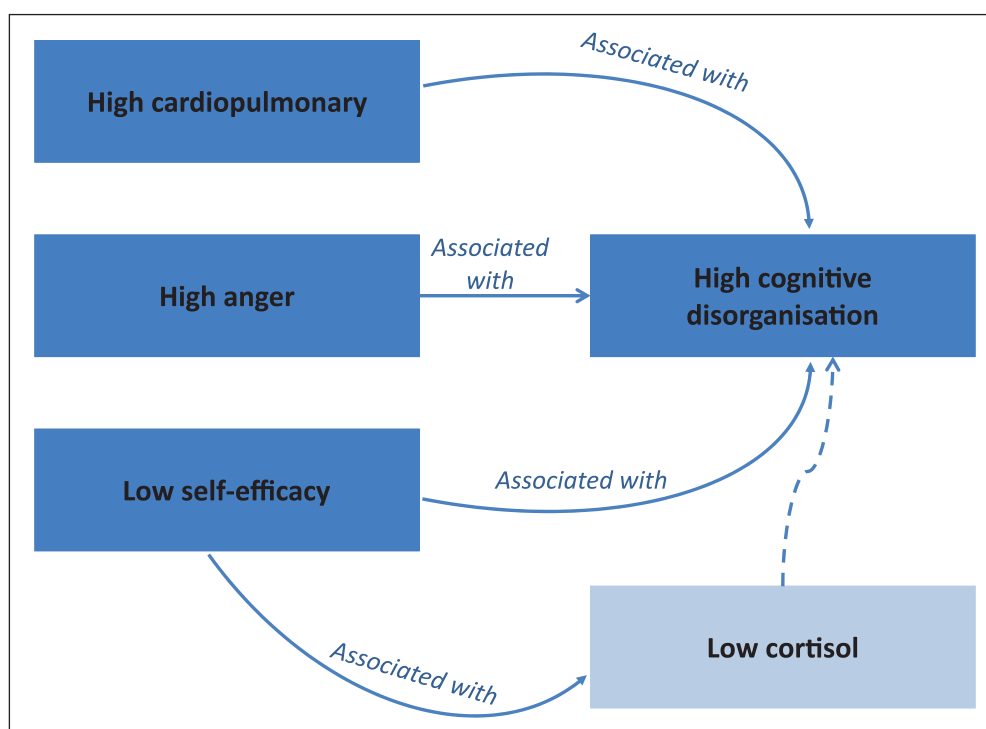 Associated with
High cardiopulmonary
High anger
Associated
with
High cognitive
disorganisation
Low self-efficacy
Associated with
Low cortisol
Associated with